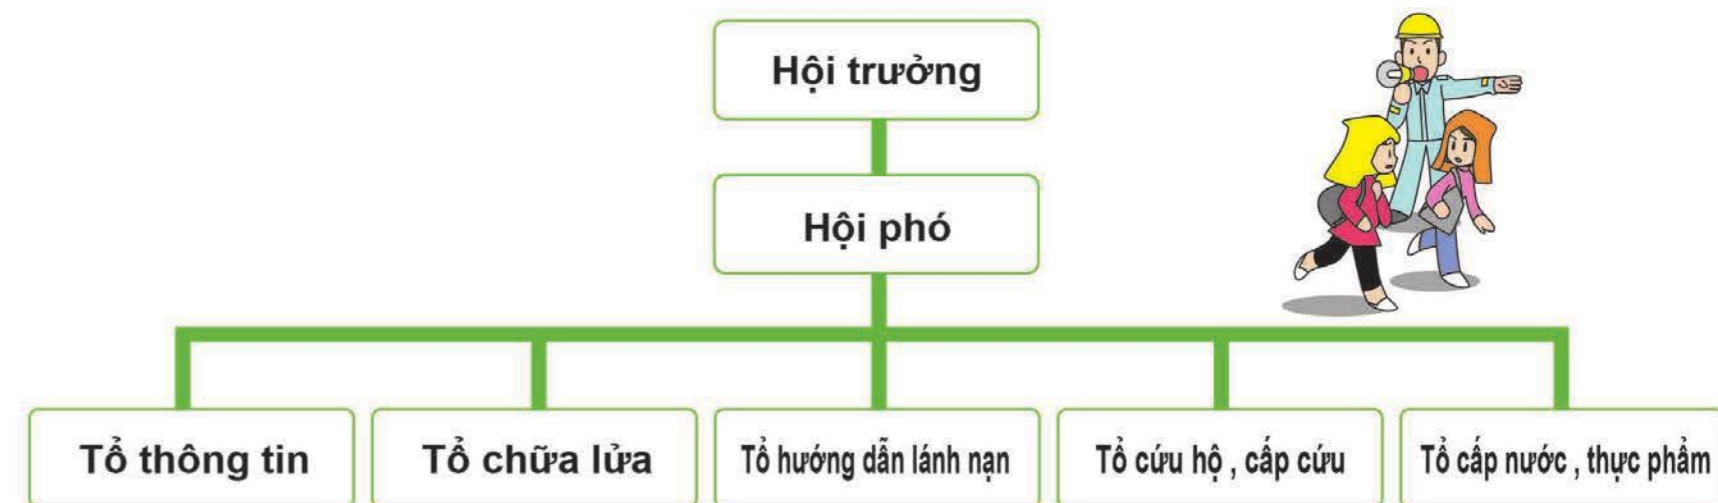 Hội trưởng
Hội phó
Tổ thông tin
Tổ chữa lửa
Tổ hướng dẫn lánh nạn
Tổ cứu hộ , cấp cứu
Tổ cấp nước , thực phẩm